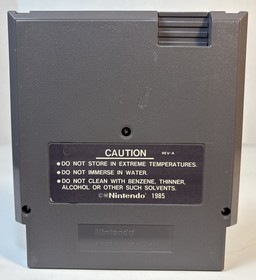 CAUTION REV-A
•DO NOT STORE IN EXTREME TEMPERATURES.
•DO NOT IMMERSE IN WATER.
•DO NOT CLEAN WITH BENZENE, THINNER,
ALCOHOL OR OTHER SUCH SOLVENTS.
©Nintendo 1985
Nintendo